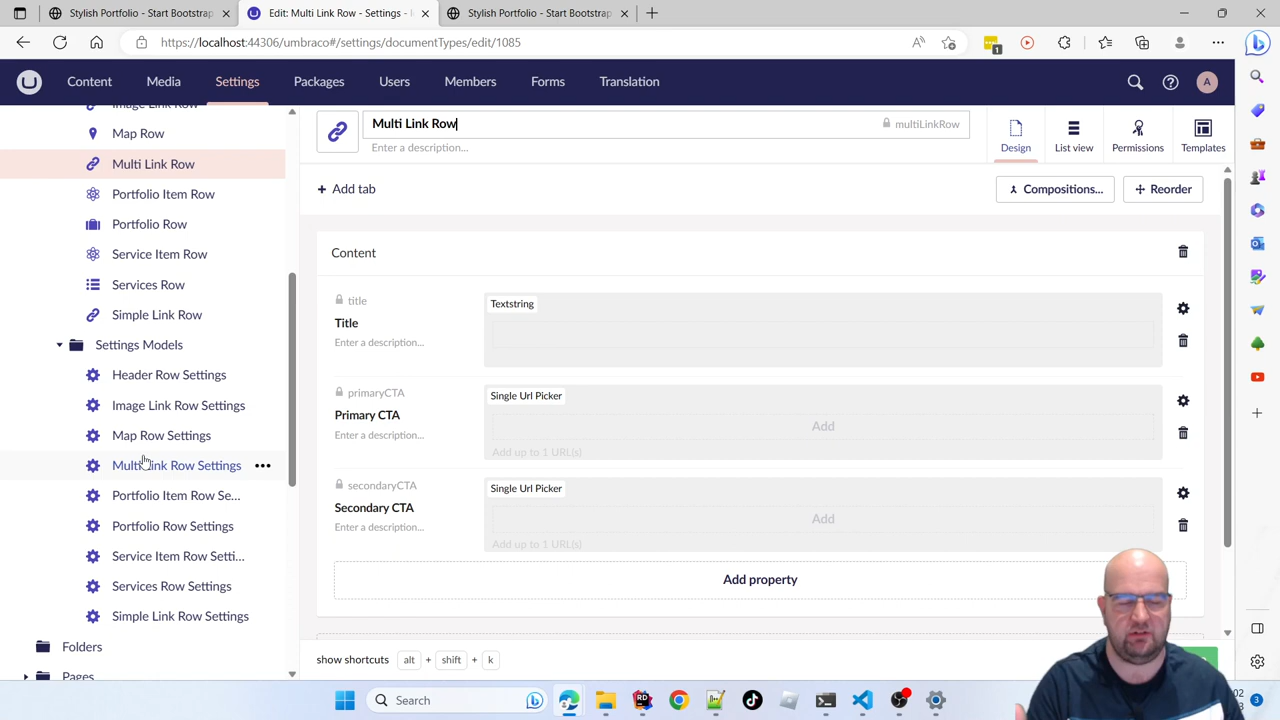 Stylish Portfolio - Start Bootstrap
Edit: Multi Link Row - Settings -
Stylish Portfolio - Start Bootstrap
https://localhost:44306/umbraco#/settings/documentTypes/edit/1085
1
Content
Media
Settings
Packages
Users
Members
Forms
Translation
A
Image Link Row
Map Row
Multi Link Row
Portfolio Item Row
Portfolio Row
Service Item Row
Services Row
Simple Link Row
Settings Models
Header Row Settings
Image Link Row Settings
Map Row Settings
Multi Link Row Settings
Portfolio Item Row Se...
Portfolio Row Settings
Service Item Row Setti...
Services Row Settings
Simple Link Row Settings
Folders
Pages
Multi Link Row
multiLinkRow
Enter a description...
Design
List view
Permissions
Templates
+ Add tab
Compositions...
Reorder
Content
title
Title
Enter a description...
Textstring
primaryCTA
Primary CTA
Enter a description...
Single Url Picker
Add
Add up to 1 URL(s)
secondaryCTA
Secondary CTA
Enter a description...
Single Url Picker
Add
Add up to 1 URL(s)
Add property
show shortcuts alt + shift + k
Search
RD
02
3